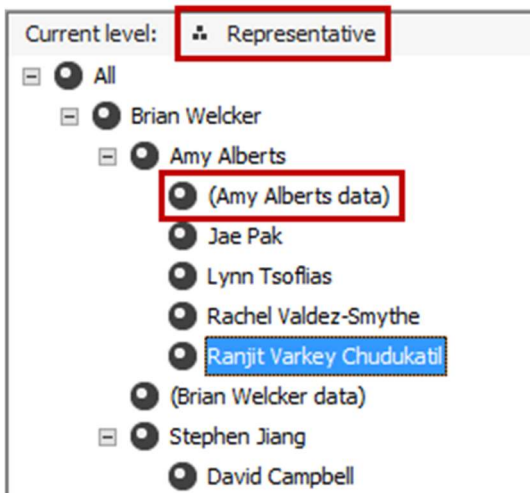 Current level: Representative
All
Brian Welcker
Amy Alberts
(Amy Alberts data)
Jae Pak
Lynn Tsoflias
Rachel Valdez-Smythe
Ranjit Varkey Chudukatil
(Brian Welcker data)
Stephen Jiang
David Campbell